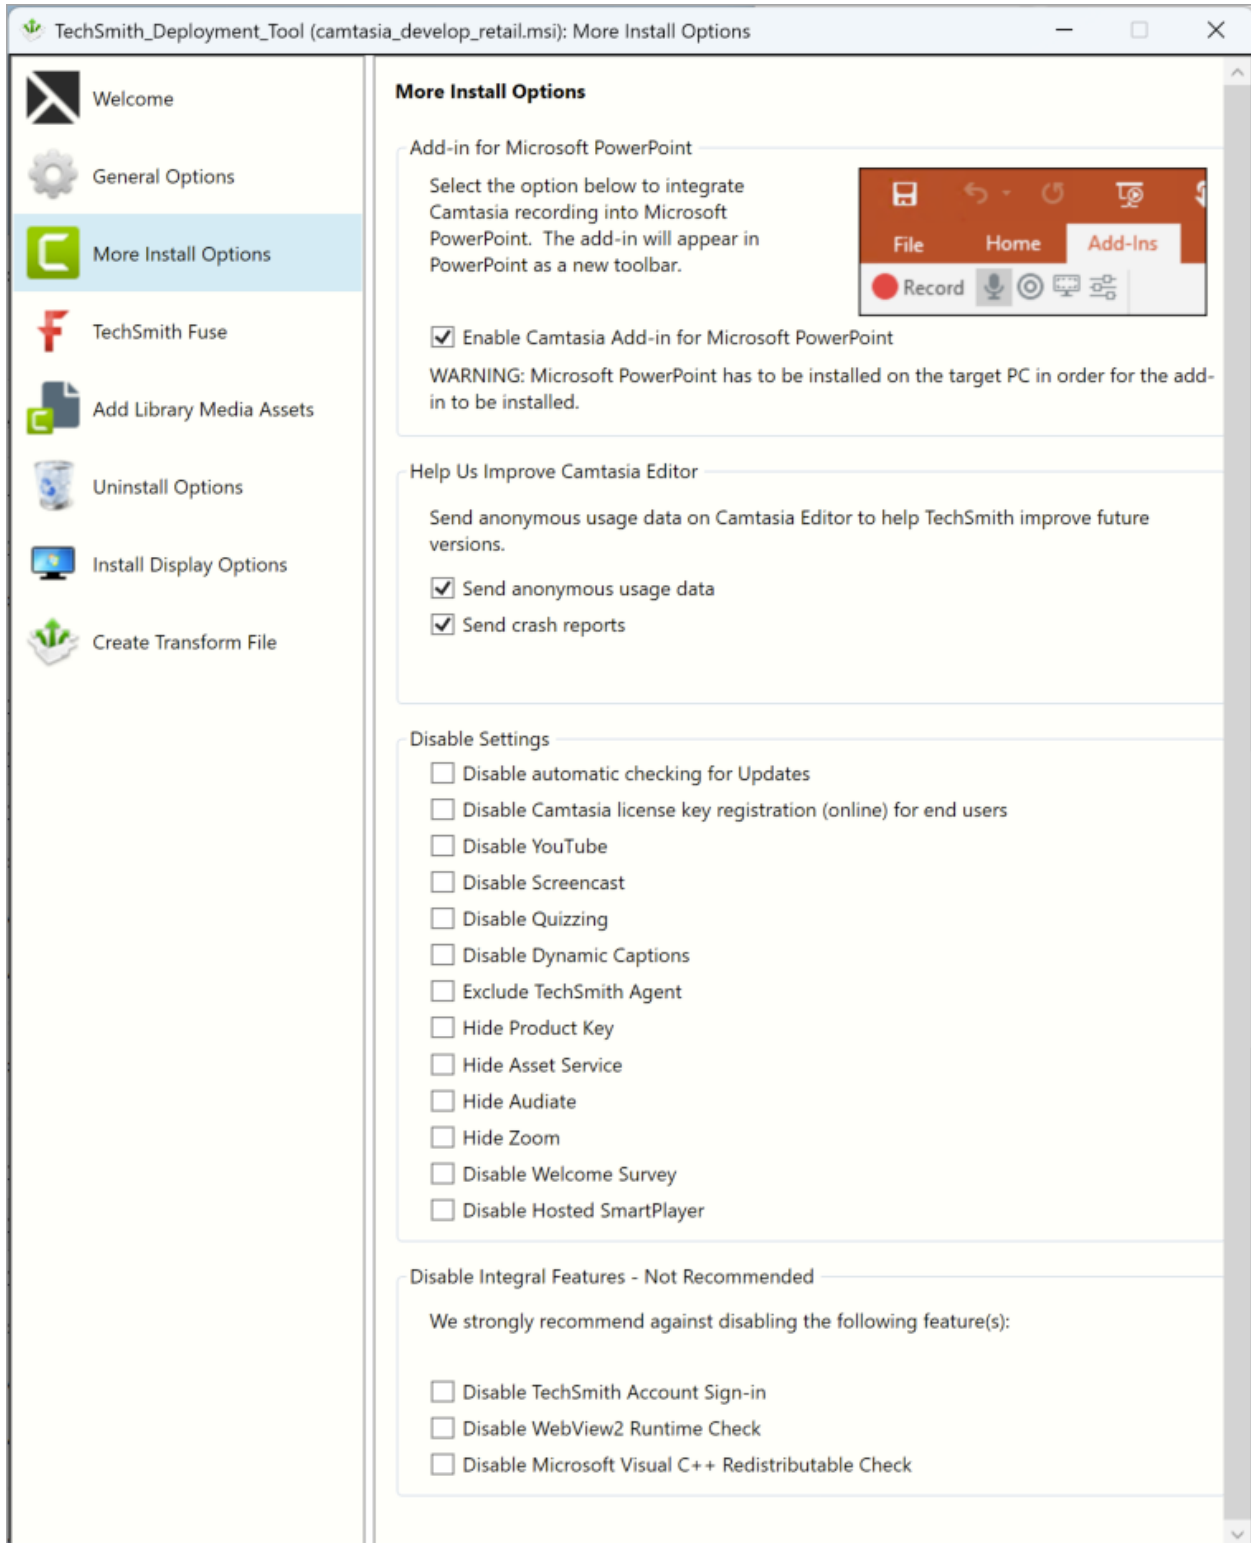 TechSmith_Deployment_Tool (camtasia_develop_retail.msi): More Install Options
Welcome
General Options
More Install Options
TechSmith Fuse
Add Library Media Assets
Uninstall Options
Install Display Options
Create Transform File
More Install Options
Add-in for Microsoft PowerPoint
Select the option below to integrate
Camtasia recording into Microsoft
PowerPoint.  The add-in will appear in
PowerPoint as a new toolbar.
File Home Add-Ins
Record
Enable Camtasia Add-in for Microsoft PowerPoint
WARNING: Microsoft PowerPoint has to be installed on the target PC in order for the add-
in to be installed.
Help Us Improve Camtasia Editor
Send anonymous usage data on Camtasia Editor to help TechSmith improve future
versions.
Send anonymous usage data
Send crash reports
Disable Settings
Disable automatic checking for Updates
Disable Camtasia license key registration (online) for end users
Disable YouTube
Disable Screencast
Disable Quizzing
Disable Dynamic Captions
Exclude TechSmith Agent
Hide Product Key
Hide Asset Service
Hide Audiate
Hide Zoom
Disable Welcome Survey
Disable Hosted SmartPlayer
Disable Integral Features - Not Recommended
We strongly recommend against disabling the following feature(s):
Disable TechSmith Account Sign-in
Disable WebView2 Runtime Check
Disable Microsoft Visual C++ Redistributable Check